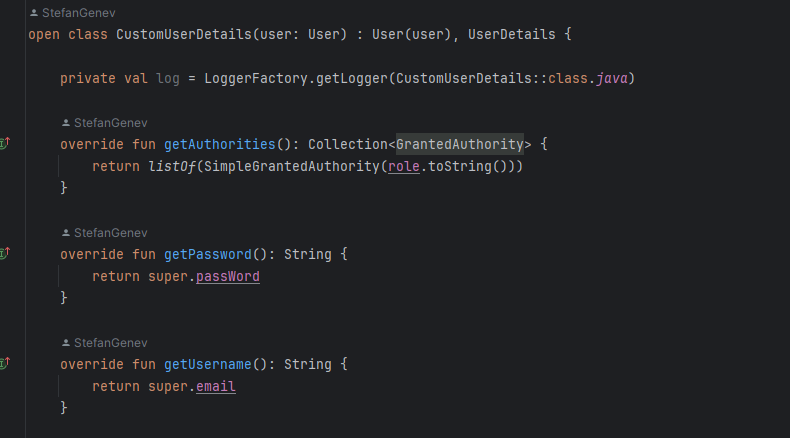 StefanGenev
open class CustomUserDetails(user: User) : User(user), UserDetails {
private val log = LoggerFactory.getLogger(CustomUserDetails::class.java)
StefanGenev
override fun getAuthorities(): Collection<GrantedAuthority> {
return listOf(SimpleGrantedAuthority(role.toString()))
}
StefanGenev
override fun getPassword(): String {
return super.passWord
}
StefanGenev
override fun getUsername(): String {
return super.email
}